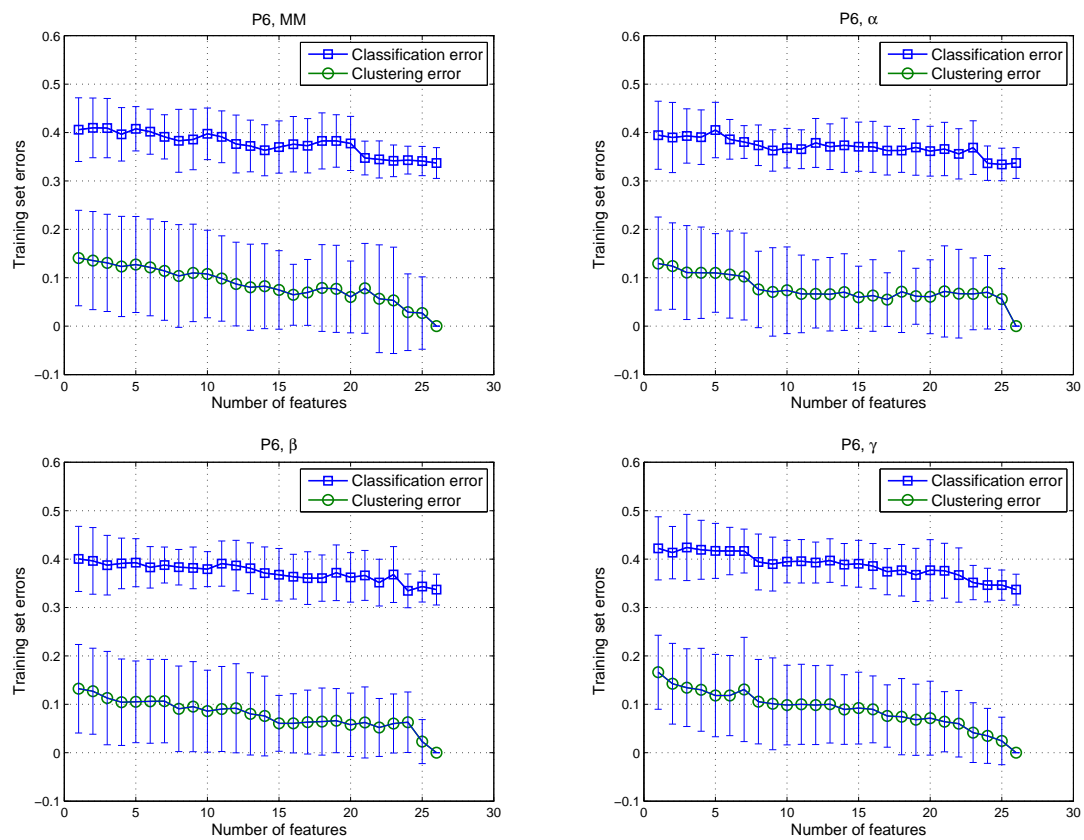 P6, MM
0.6
0.5
0.4
0.3
0.2
0.1
0
−0.1
0 5 10 15 20 25 30
Training set errors
Number of features
Classification error
Clustering error
P6, α
0.6
0.5
0.4
0.3
0.2
0.1
0
−0.1
0 5 10 15 20 25 30
Training set errors
Number of features
Classification error
Clustering error
P6, β
0.6
0.5
0.4
0.3
0.2
0.1
0
−0.1
0 5 10 15 20 25 30
Training set errors
Number of features
Classification error
Clustering error
P6, γ
0.6
0.5
0.4
0.3
0.2
0.1
0
−0.1
0 5 10 15 20 25 30
Training set errors
Number of features
Classification error
Clustering error